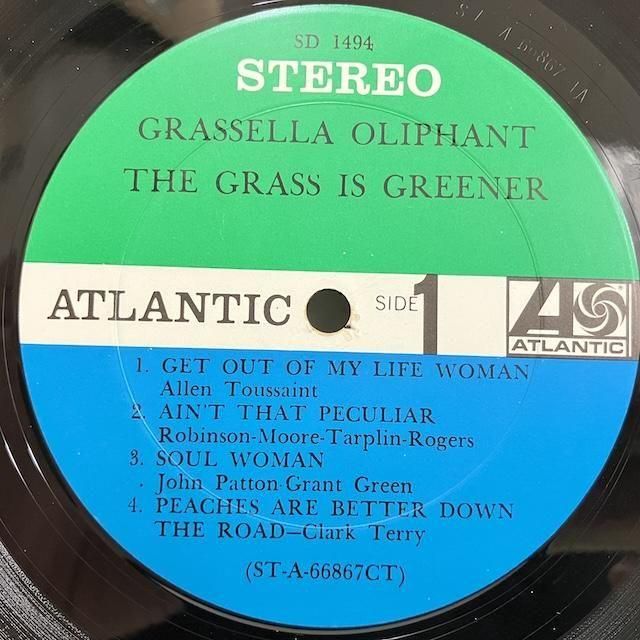 SD 1494
STEREO
GRASSELLA OLIPHANT
THE GRASS IS GREENER
ATLANTIC
SIDE 1
ATLANTIC
1. GET OUT OF MY LIFE WOMAN
Allen Toussaint
2. AIN'T THAT PECULIAR
Robinson-Moore-Tarplin-Rogers
3. SOUL WOMAN
John Patton-Grant Green
4. PEACHES ARE BETTER DOWN
THE ROAD—Clark Terry
(ST-A-66867CT)